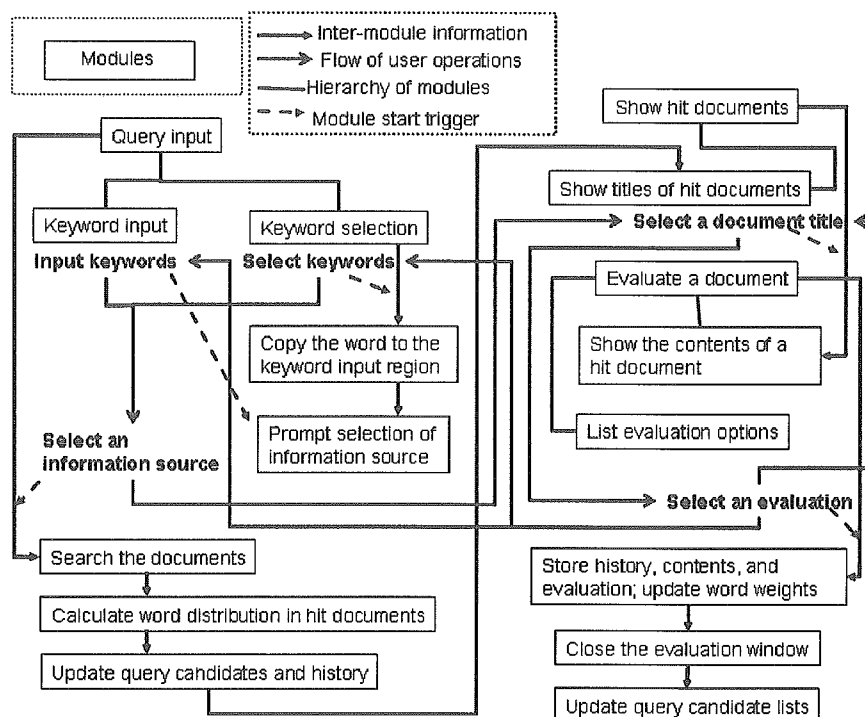 Modules
Inter-module information
Flow of user operations
Hierarchy of modules
Module start trigger
Query input
Keyword input
Keyword selection
Input keywords
Select keywords
Copy the word to the
keyword input region
Prompt selection of
information source
Select an
information source
Search the documents
Calculate word distribution in hit documents
Update query candidates and history
Show hit documents
Show titles of hit documents
Select a document title
Evaluate a document
Show the contents of a
hit document
List evaluation options
Select an evaluation
Store history, contents, and
evaluation; update word weights
Close the evaluation window
Update query candidate lists